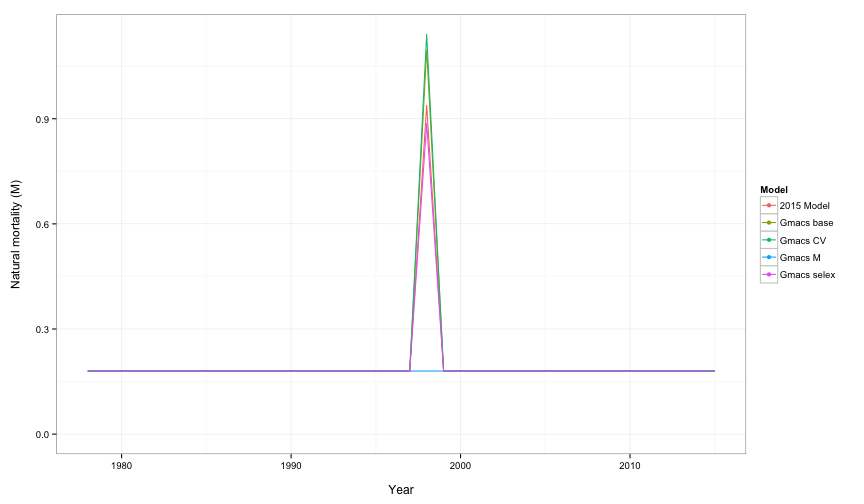 0.9
0.6
0.3
0.0
Natural mortality (M)
1980
1990
2000
2010
Year
Model
2015 Model
Gmacs base
Gmacs CV
Gmacs M
Gmacs selex